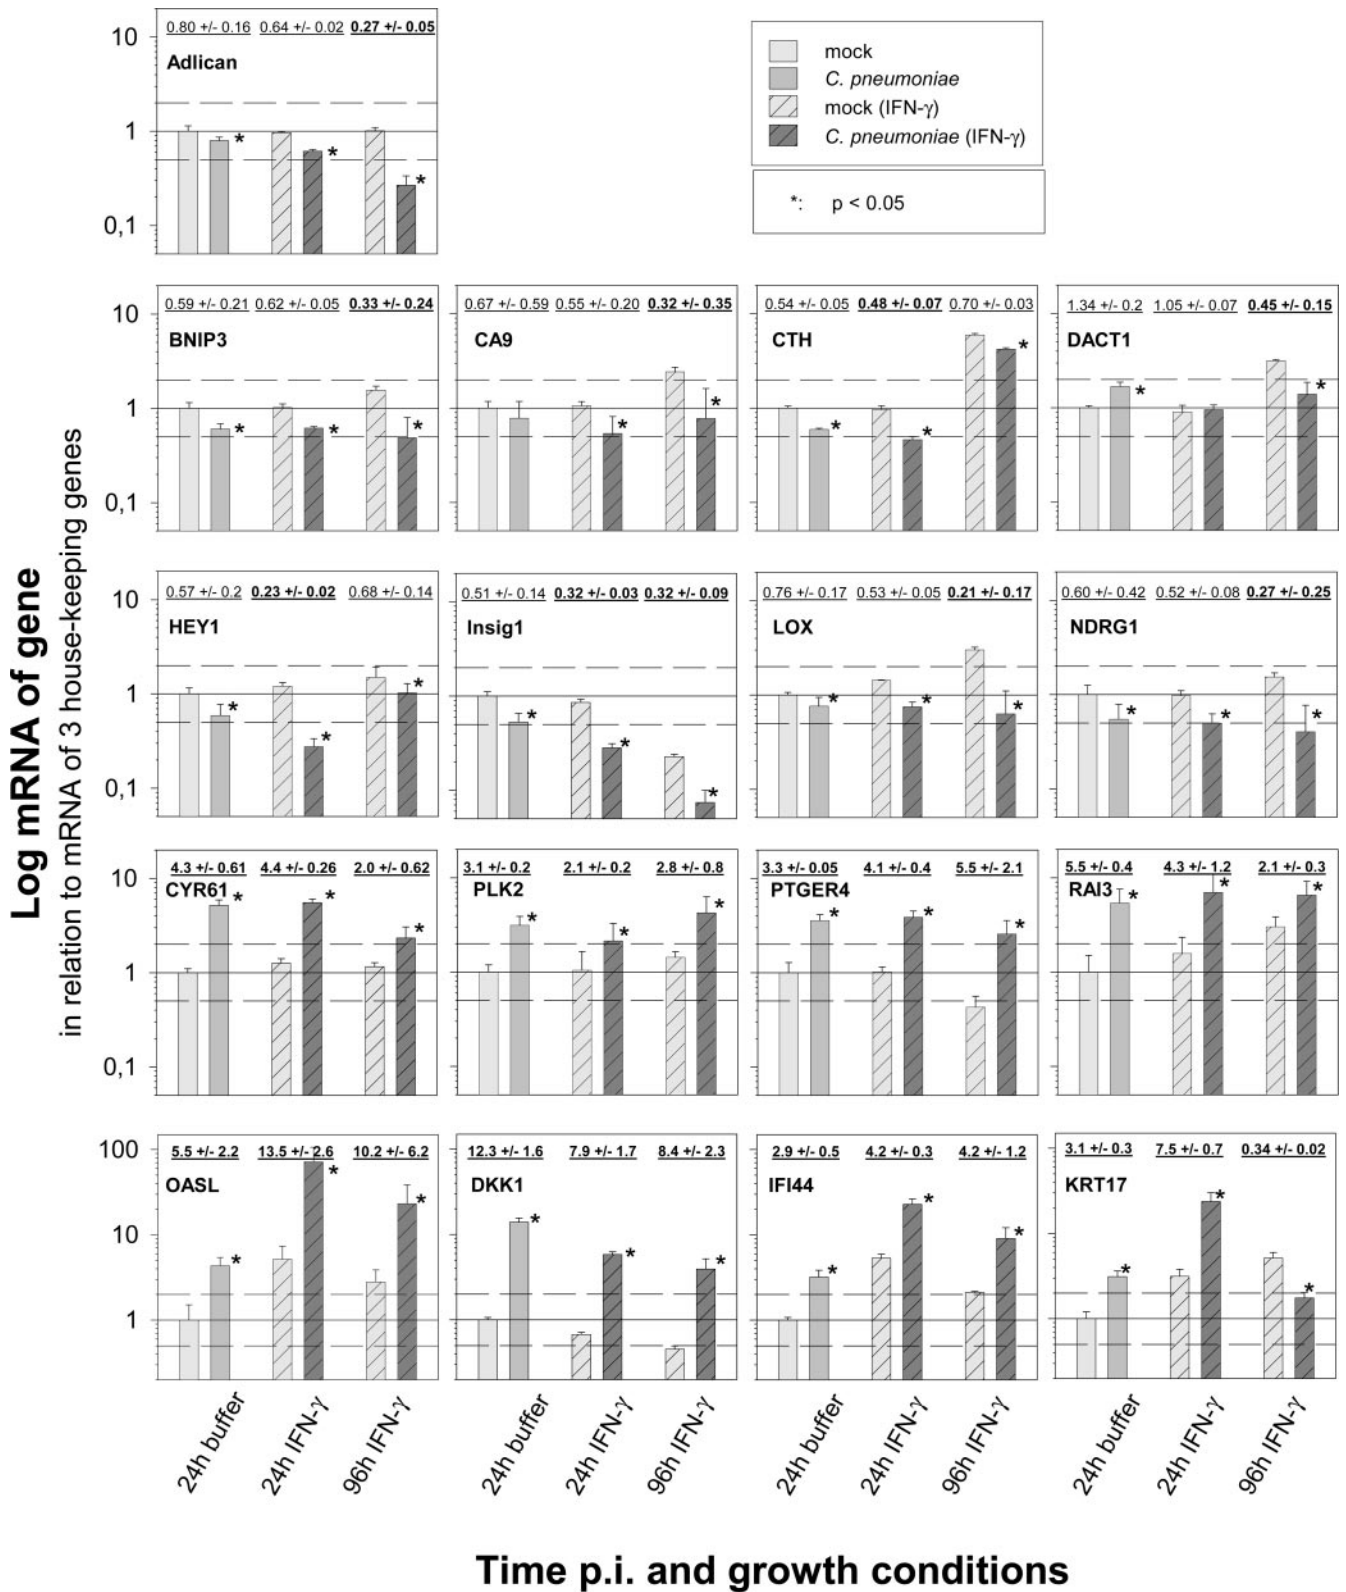 0.80 +/- 0.16 0.64 +/- 0.02 0.27 +/- 0.05
Adlican
10
1
0,1
*
*
*
mock
C. pneumoniae
mock (IFN-γ)
C. pneumoniae (IFN-γ)
*: p < 0.05
0.59 +/- 0.21 0.62 +/- 0.05 0.33 +/- 0.24
BNIP3
10
1
0,1
*
*
*
0.67 +/- 0.59 0.55 +/- 0.20 0.32 +/- 0.35
CA9
*
*
0.54 +/- 0.05 0.48 +/- 0.07 0.70 +/- 0.03
CTH
*
*
*
1.34 +/- 0.2 1.05 +/- 0.07 0.45 +/- 0.15
DACT1
*
*
Log mRNA of gene
in relation to mRNA of 3 house-keeping genes
0.57 +/- 0.2 0.23 +/- 0.02 0.68 +/- 0.14
HEY1
10
1
0,1
*
*
*
0.51 +/- 0.14 0.32 +/- 0.03 0.32 +/- 0.09
Insig1
*
*
*
0.76 +/- 0.17 0.53 +/- 0.05 0.21 +/- 0.17
LOX
*
*
*
0.60 +/- 0.42 0.52 +/- 0.08 0.27 +/- 0.25
NDRG1
*
*
*
4.3 +/- 0.61 4.4 +/- 0.26 2.0 +/- 0.62
CYR61
10
1
0,1
*
*
*
3.1 +/- 0.2 2.1 +/- 0.2 2.8 +/- 0.8
PLK2
*
*
*
3.3 +/- 0.05 4.1 +/- 0.4 5.5 +/- 2.1
PTGER4
*
*
*
5.5 +/- 0.4 4.3 +/- 1.2 2.1 +/- 0.3
RAI3
*
*
*
5.5 +/- 2.2 13.5 +/- 2.6 10.2 +/- 6.2
OASL
100
10
1
*
*
*
12.3 +/- 1.6 7.9 +/- 1.7 8.4 +/- 2.3
DKK1
*
*
*
2.9 +/- 0.5 4.2 +/- 0.3 4.2 +/- 1.2
IFI44
*
*
*
3.1 +/- 0.3 7.5 +/- 0.7 0.34 +/- 0.02
KRT17
*
*
*
24h buffer
24h IFN-γ
96h IFN-γ
24h buffer
24h IFN-γ
96h IFN-γ
24h buffer
24h IFN-γ
96h IFN-γ
24h buffer
24h IFN-γ
96h IFN-γ
Time p.i. and growth conditions